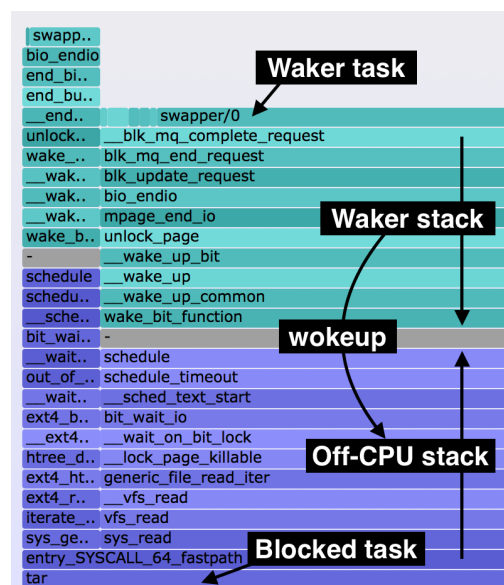 swapp..
bio_endio
end_bi..
end_bu..
Waker task
__end.. swapper/0
unlock.. __blk_mq_complete_request
wake_.. blk_mq_end_request
__wak.. blk_update_request
__wak.. bio_endio
__wak.. mpage_end_io
Waker stack
wake_b.. unlock_page
- __wake_up_bit
schedule __wake_up
schedu.. __wake_up_common
__sche.. wake_bit_function
bit_wai.. -
wokeup
__wait.. schedule
out_of_.. schedule_timeout
__wait.. __sched_text_start
ext4_b.. bit_wait_io
__ext4.. __wait_on_bit_lock
htree_d.. __lock_page_killable
Off-CPU stack
ext4_ht.. generic_file_read_iter
ext4_r.. __vfs_read
iterate_.. vfs_read
sys_ge.. sys_read
Blocked task
entry_SYSCALL_64_fastpath
tar